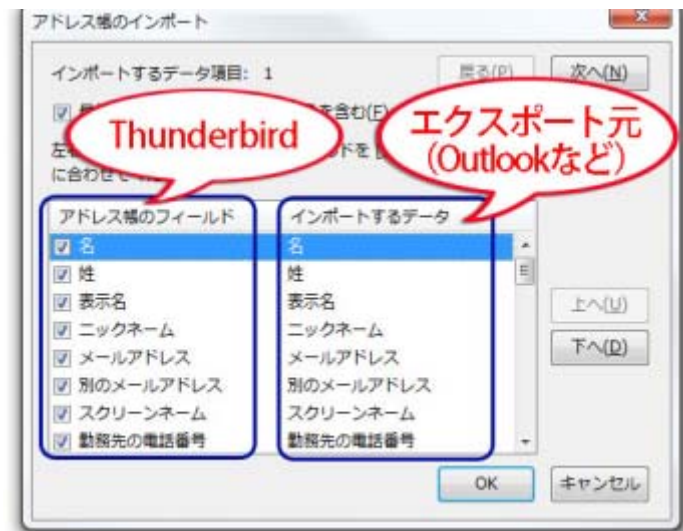 アドレス帳のインポート
インポートするデータ項目: 1
戻る(P)
次へ(N)
を含む(F)
Thunderbird
エクスポート元
(Outlookなど)
左
ドを
に合わせて
アドレス帳のフィールド
インポートするデータ
名
名
姓
姓
表示名
表示名
ニックネーム
ニックネーム
メールアドレス
メールアドレス
別のメールアドレス
別のメールアドレス
スクリーンネーム
スクリーンネーム
勤務先の電話番号
勤務先の電話番号
上へ(U)
下へ(D)
OK
キャンセル